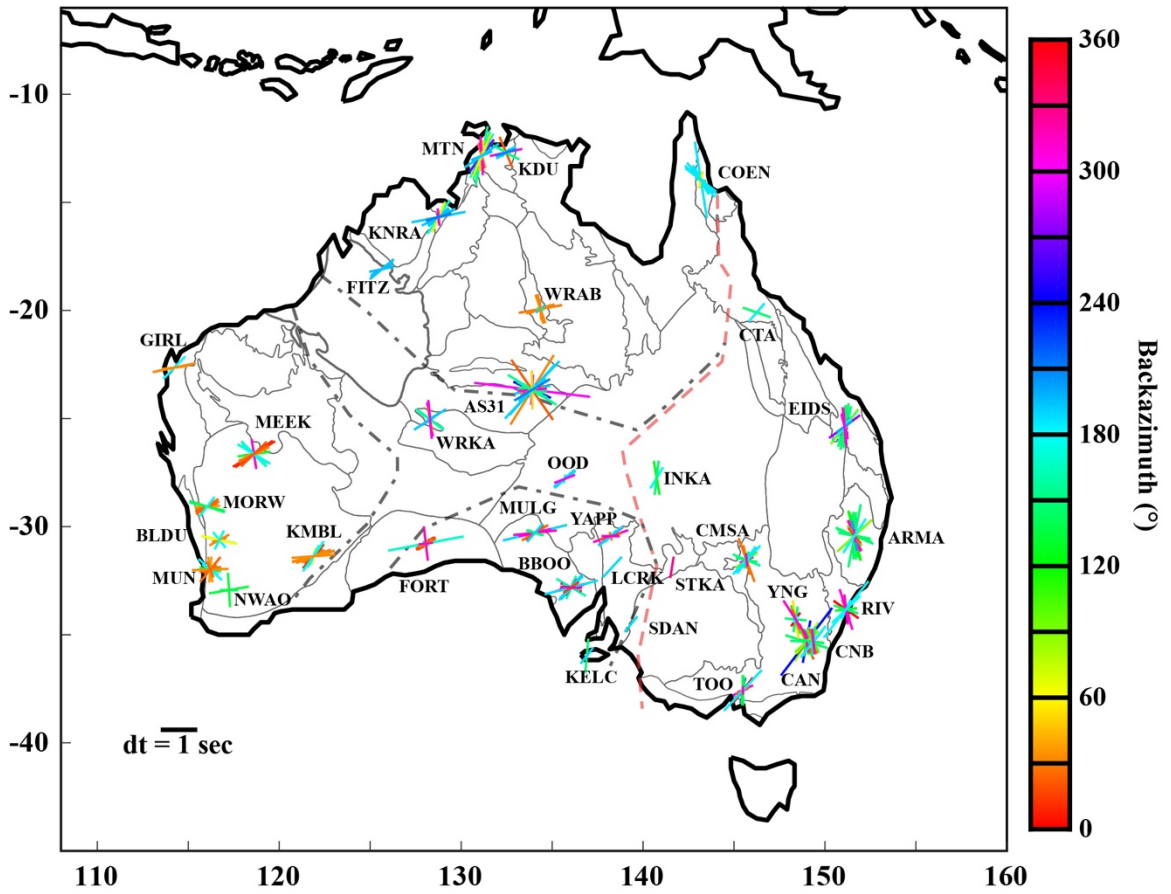 -10
-20
-30
-40
110
120
130
140
150
160
MTN
KDU
COEN
KNRA
FITZ
WRAB
CTA
GIRL
AS31
EIDS
MEEK
WRKA
OOD
INKA
MORW
MULG
YAPP
CMSA
BLDU
KMBL
ARMA
MUN
BBOO
LCRK
STKA
NWAO
FORT
YNG
RIV
SDAN
CNB
KELC
TOO
CAN
dt = 1 sec
360
300
240
180
120
60
0
Backazimuth (°)